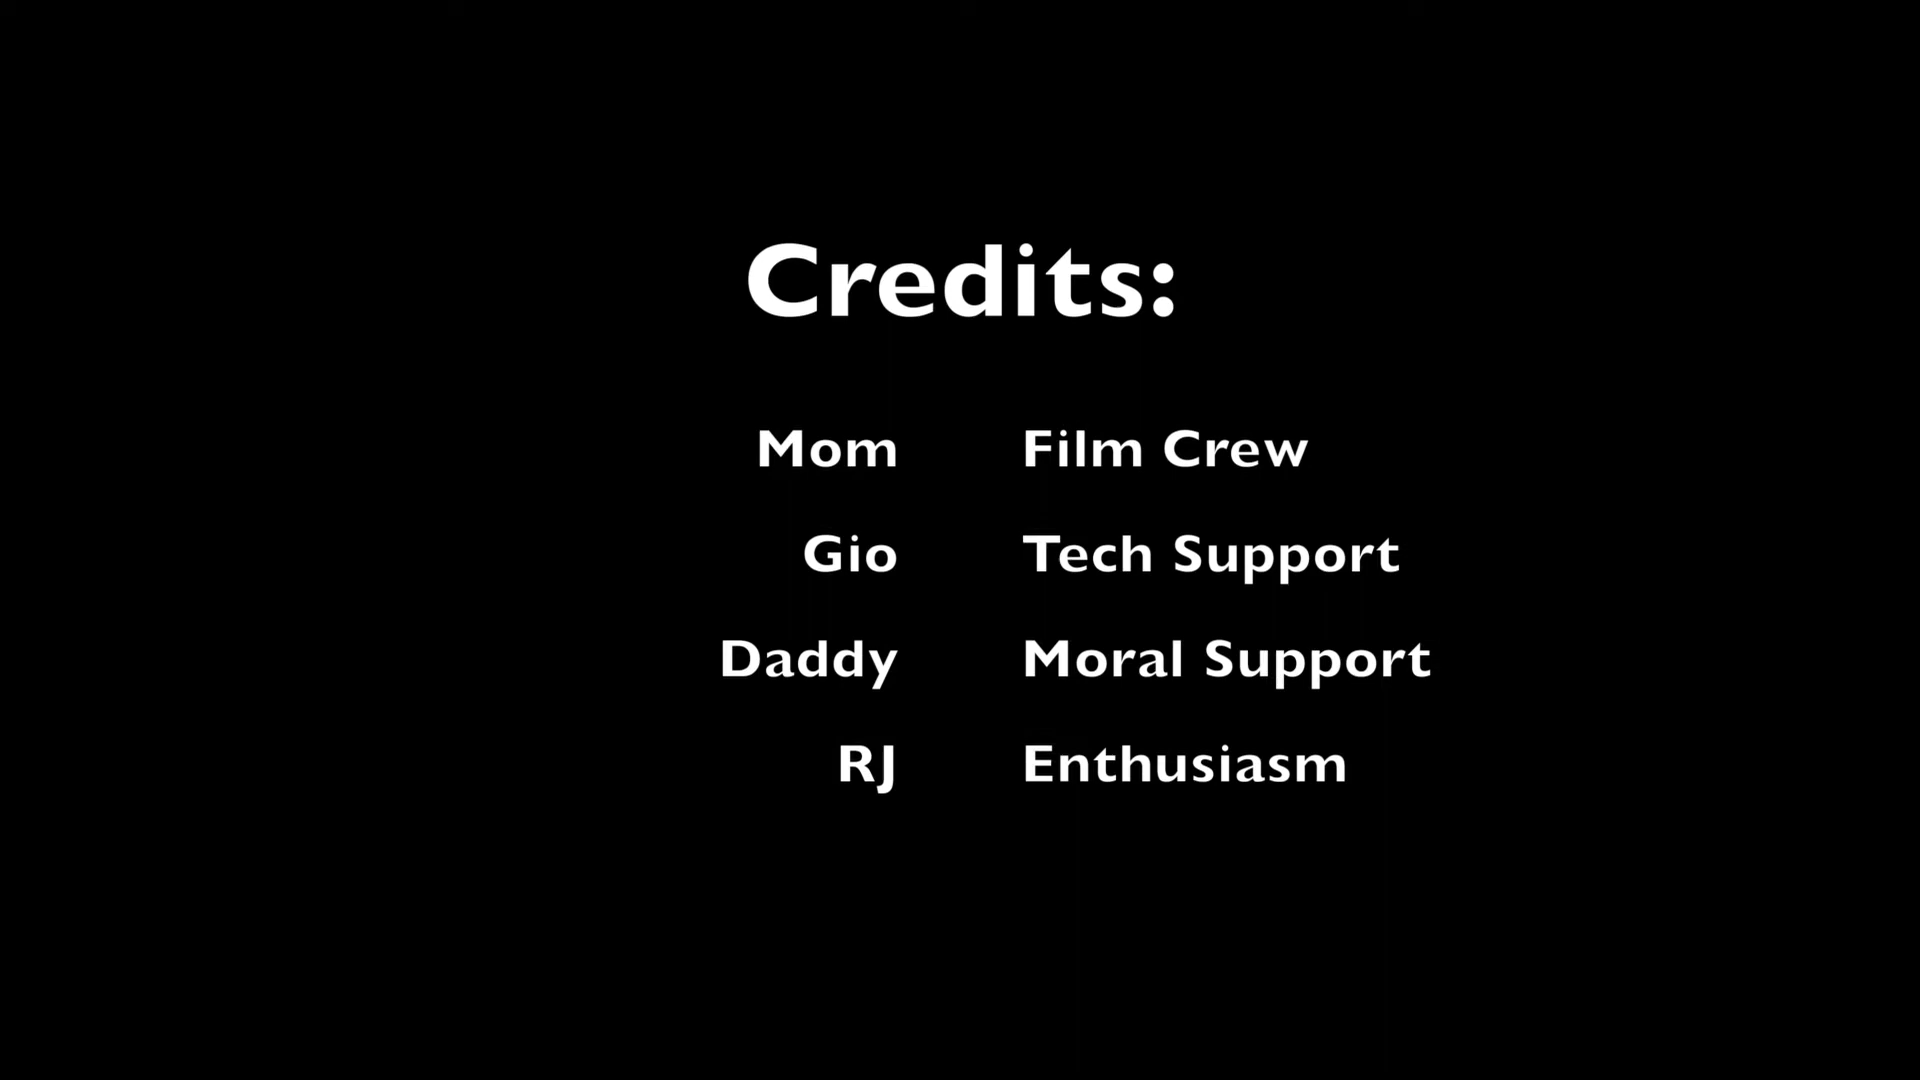 Credits:
Mom Film Crew
Gio Tech Support
Daddy Moral Support
RJ Enthusiasm